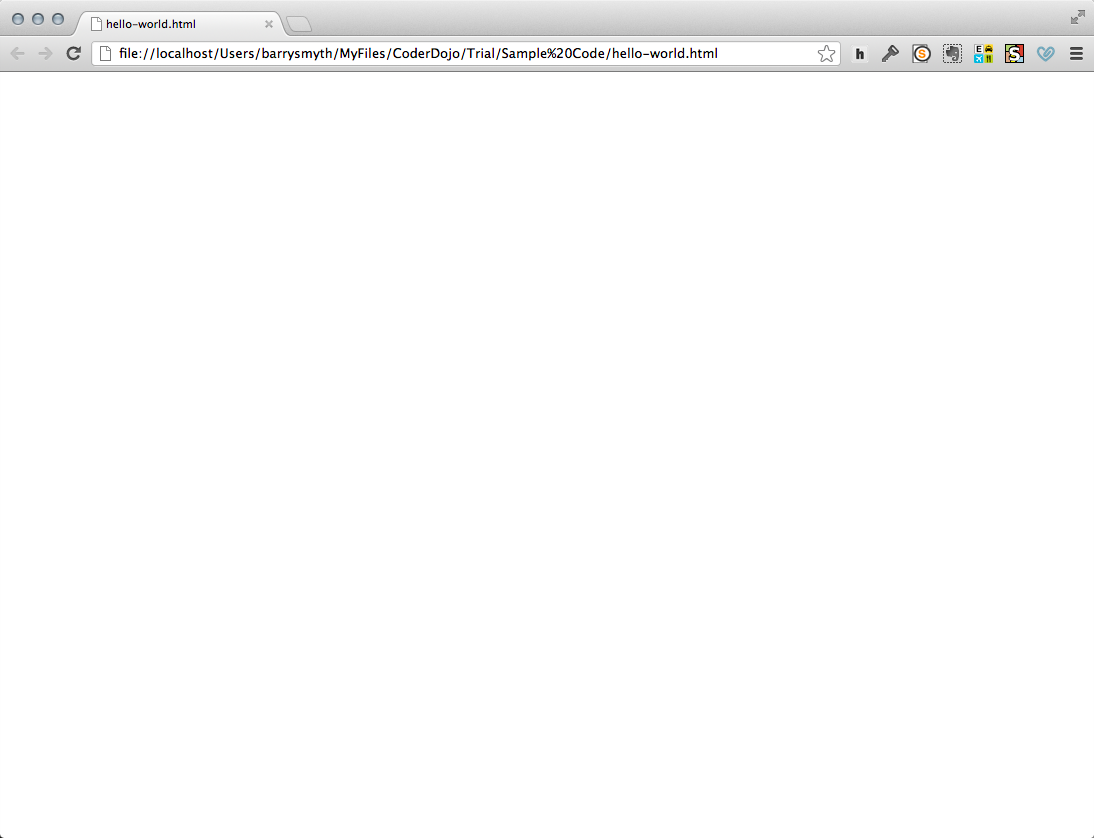 hello-world.html
file://localhost/Users/barrysmyth/MyFiles/CoderDojo/Trial/Sample%20Code/hello-world.html
h
S
E
S